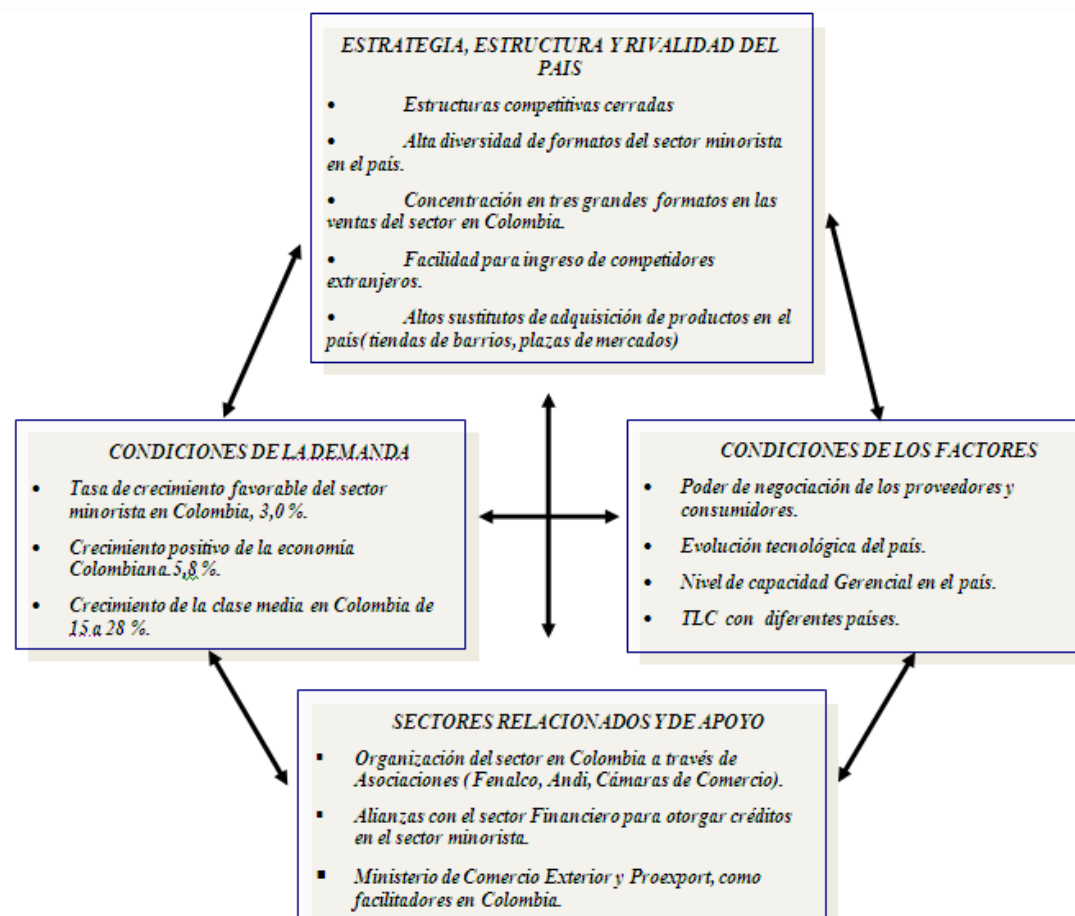 ESTRATEGIA, ESTRUCTURA Y RIVALIDAD DEL
PAIS
• Estructuras competitivas cerradas
• Alta diversidad de formatos del sector minorista
en el país.
• Concentración en tres grandes formatos en las
ventas del sector en Colombia.
• Facilidad para ingreso de competidores
extranjeros.
• Altos sustitutos de adquisición de productos en el
país( tiendas de barrios, plazas de mercados)
CONDICIONES DE LA DEMANDA
• Tasa de crecimiento favorable del sector
minorista en Colombia, 3,0 %.
• Crecimiento positivo de la economía
Colombiana 5,8 %.
• Crecimiento de la clase media en Colombia de
15 a 28 %.
CONDICIONES DE LOS FACTORES
• Poder de negociación de los proveedores y
consumidores.
• Evolución tecnológica del país.
• Nivel de capacidad Gerencial en el país.
• TLC con diferentes países.
SECTORES RELACIONADOS Y DE APOYO
▪ Organización del sector en Colombia a través de
Asociaciones ( Fenalco, Andi, Cámaras de Comercio).
▪ Alianzas con el sector Financiero para otorgar créditos
en el sector minorista.
▪ Ministerio de Comercio Exterior y Proexport, como
facilitadores en Colombia.